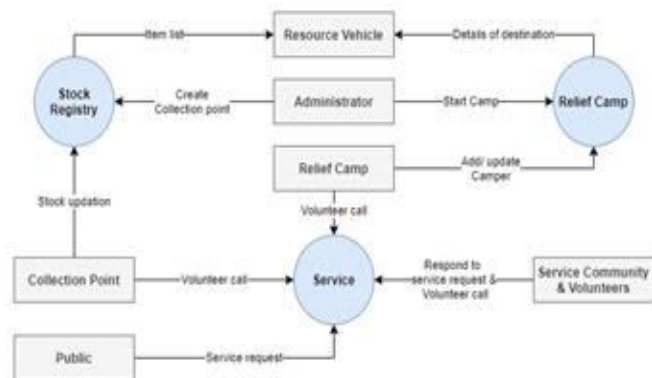 Item list
Resource Vehicle
Details of destination
Stock
Registry
Create
Collection point
Administrator
Start Camp
Relief Camp
Relief Camp
Add/ update
Camper
Stock updation
Volunteer call
Collection Point
Volunteer call
Service
Respond to
service request &
Volunteer call
Service Community
& Volunteers
Public
Service request